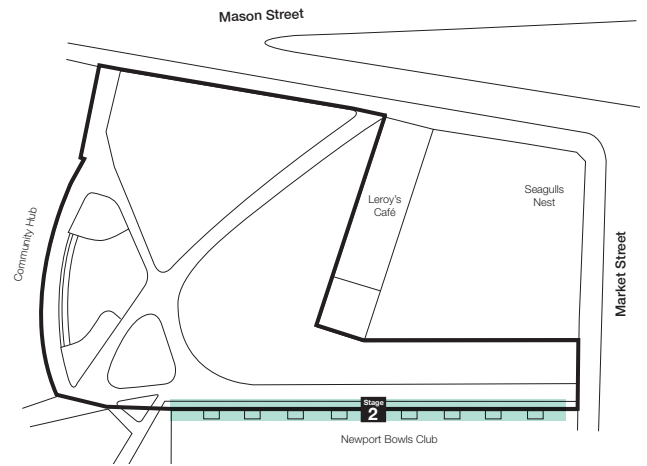 Mason Street
Leroy's
Café
Seagulls
Nest
Community Hub
Market Street
Stage
2
Newport Bowls Club